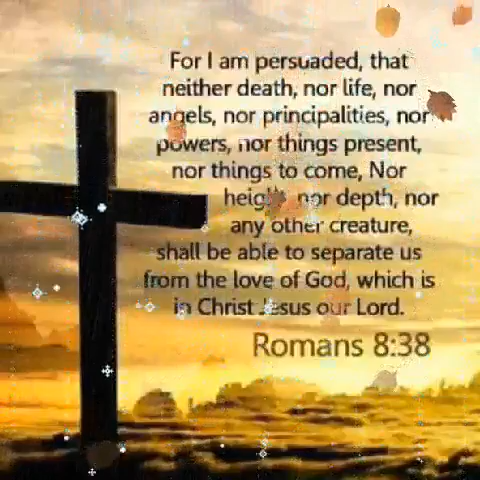 For I am persuaded, that
neither death, nor life, nor
angels, nor principalities, nor
powers, nor things present,
nor things to come, Nor
height, nor depth, nor
any other creature,
shall be able to separate us
from the love of God, which is
in Christ Jesus our Lord.
Romans 8:38